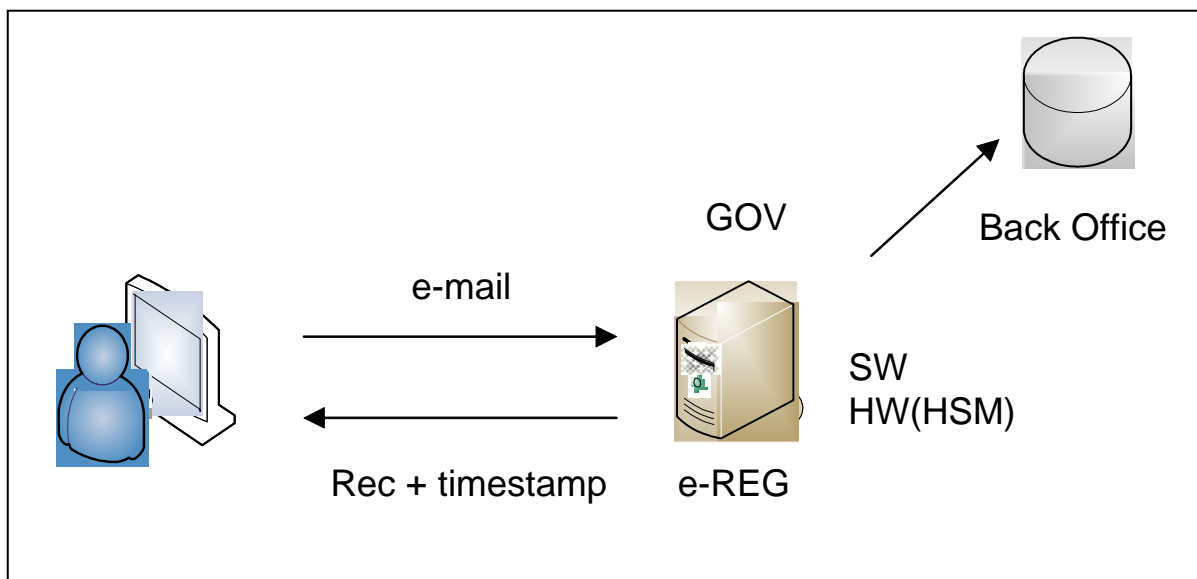 GOV
Back Office
e-mail
SW
HW(HSM)
Rec + timestamp
e-REG